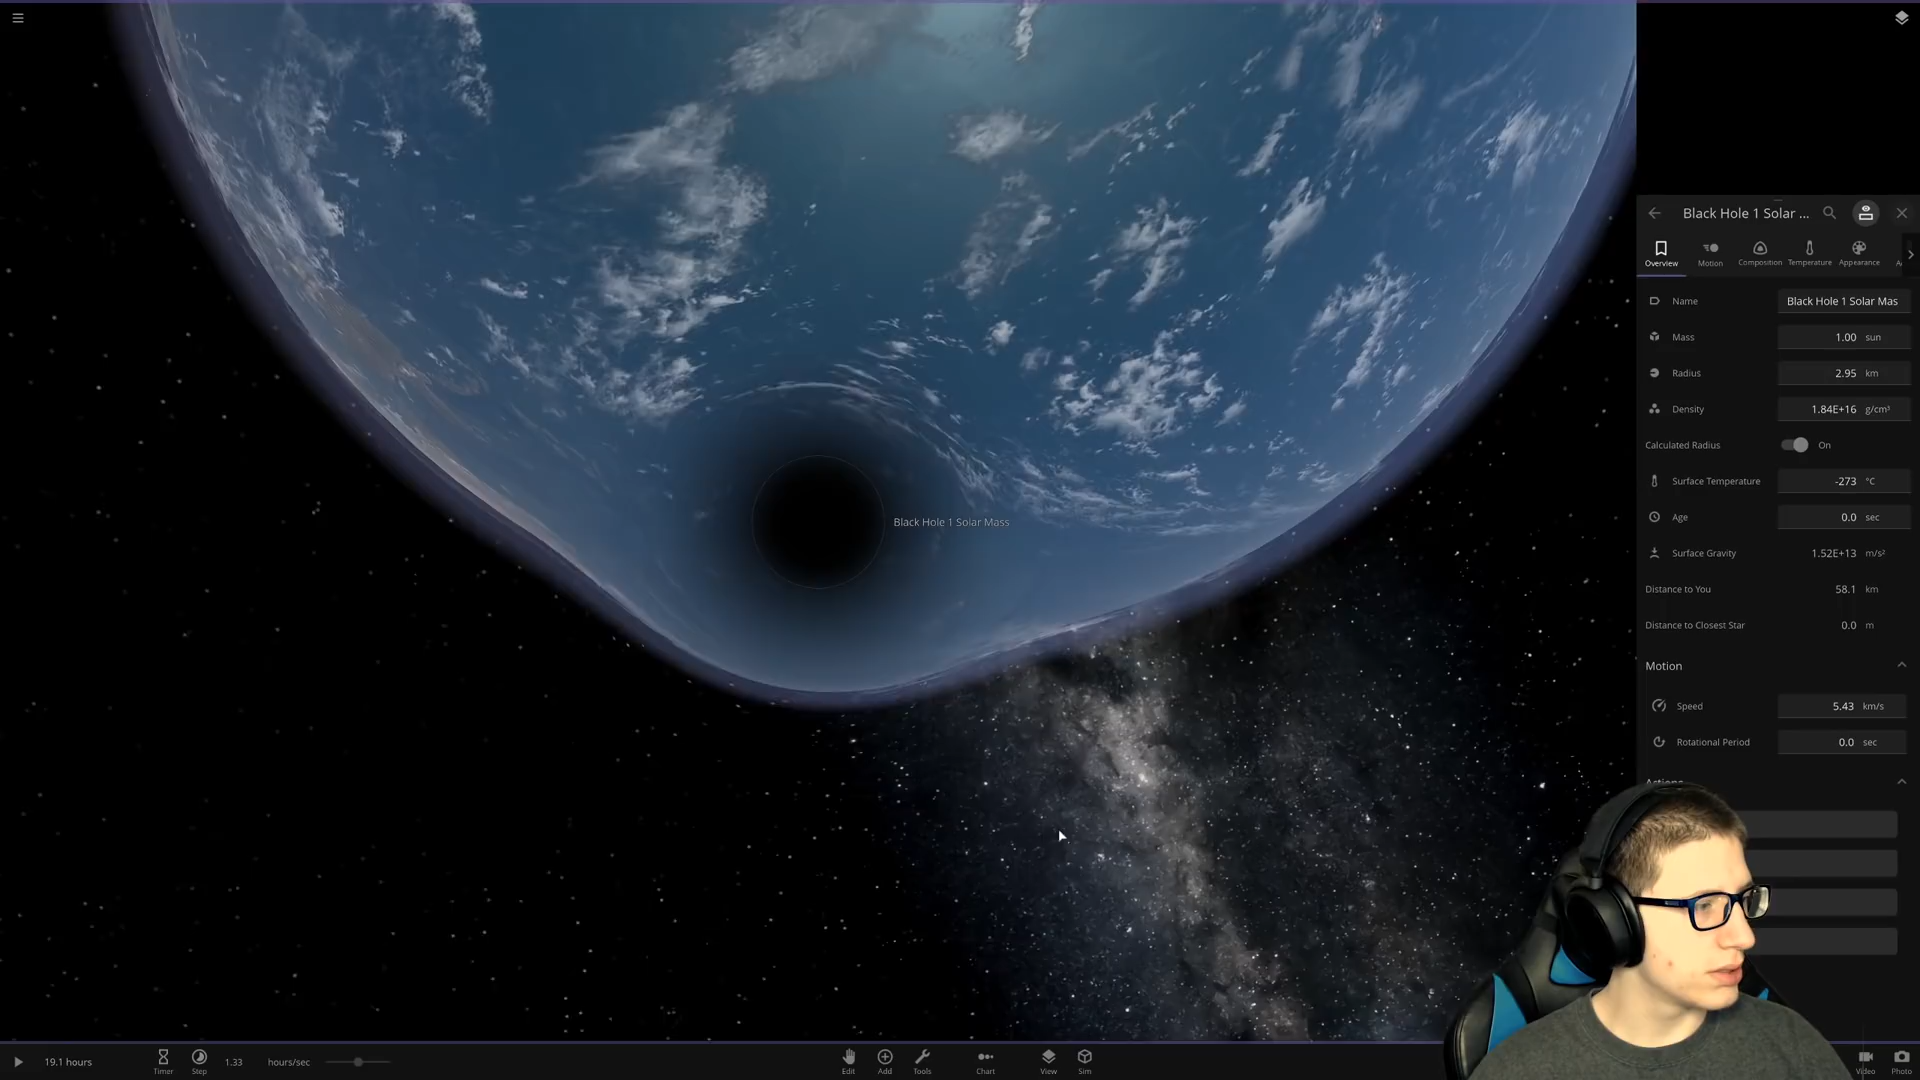 Black Hole 1 Solar ...
Overview
Motion
Composition
Temperature
Appearance
Name
Black Hole 1 Solar Mas
Mass
1.00 sun
Radius
2.95 km
Density
1.84E+16 g/cm³
Calculated Radius
On
Surface Temperature
-273 °C
Age
0.0 sec
Surface Gravity
1.52E+13 m/s²
Distance to You
58.1 km
Distance to Closest Star
0.0 m
Motion
Speed
5.43 km/s
Rotational Period
0.0 sec
Black Hole 1 Solar Mass
19.1 hours
Timer
Step
1.33 hours/sec
Edit
Add
Tools
Chart
View
Sim
Video
Photo